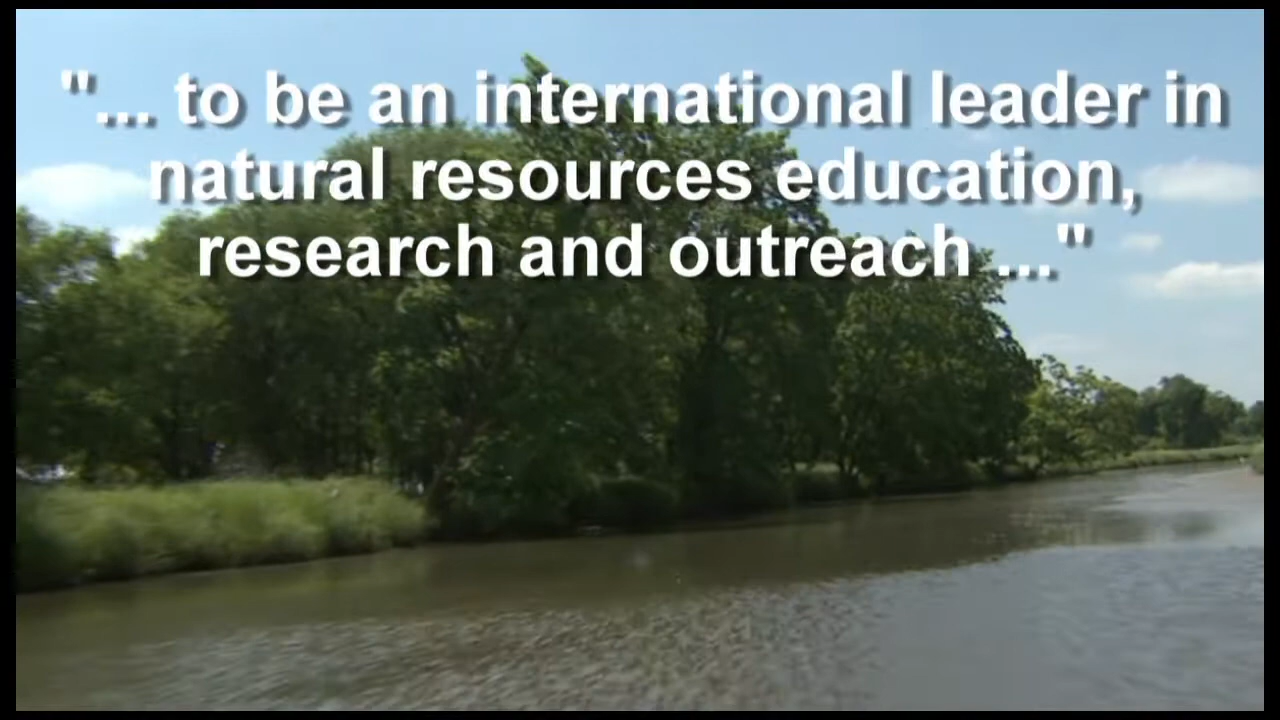 "... to be an international leader in
natural resources education,
research and outreach ..."